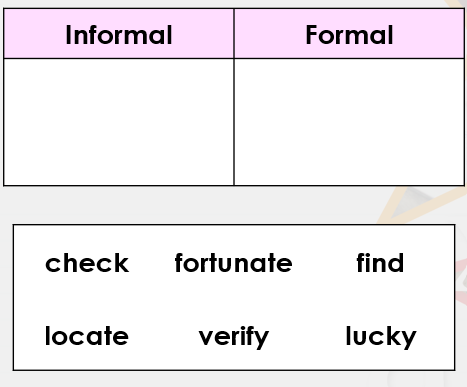 Informal Formal
check fortunate find
locate verify lucky